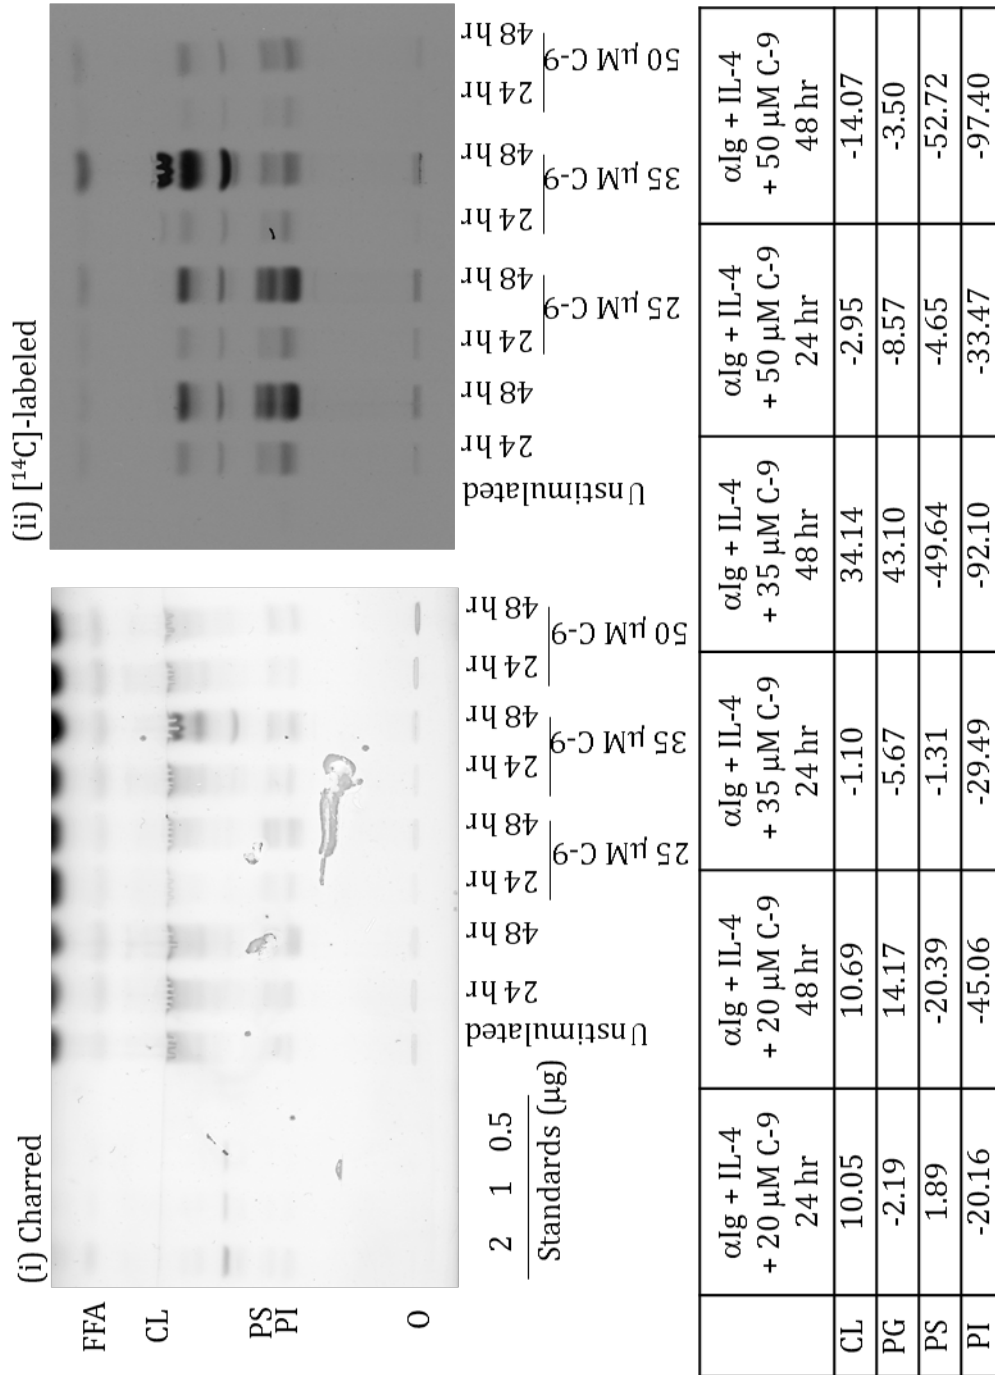 (i) Charred
FFA
CL
PS
PI
O
2 1 0.5
Standards (µg)
Unstimulated
24 hr
48 hr
24 hr
48 hr
25 µM C-9
24 hr
48 hr
35 µM C-9
24 hr
48 hr
50 µM C-9
(ii) [¹⁴C]-labeled
Unstimulated
24 hr
48 hr
24 hr
48 hr
25 µM C-9
24 hr
48 hr
35 µM C-9
24 hr
48 hr
50 µM C-9
αIg + IL-4 αIg + IL-4 αIg + IL-4 αIg + IL-4 αIg + IL-4 αIg + IL-4
+ 20 µM C-9 + 20 µM C-9 + 35 µM C-9 + 35 µM C-9 + 50 µM C-9 + 50 µM C-9
24 hr 48 hr 24 hr 48 hr 24 hr 48 hr
CL 10.05 10.69 -1.10 34.14 -2.95 -14.07
PG -2.19 14.17 -5.67 43.10 -8.57 -3.50
PS 1.89 -20.39 -1.31 -49.64 -4.65 -52.72
PI -20.16 -45.06 -29.49 -92.10 -33.47 -97.40